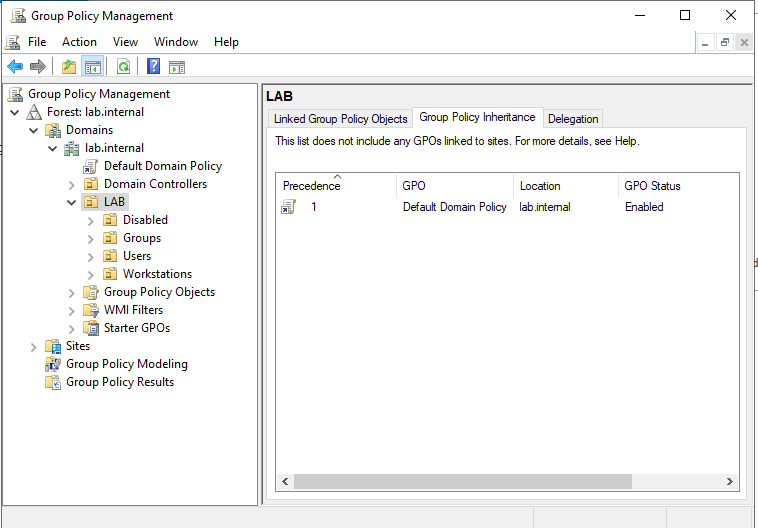 Group Policy Management
File Action View Window Help
Group Policy Management
Forest: lab.internal
Domains
lab.internal
Default Domain Policy
Domain Controllers
LAB
Disabled
Groups
Users
Workstations
Group Policy Objects
WMI Filters
Starter GPOs
Sites
Group Policy Modeling
Group Policy Results
LAB
Linked Group Policy Objects Group Policy Inheritance Delegation
This list does not include any GPOs linked to sites. For more details, see Help.
Precedence GPO Location GPO Status
1 Default Domain Policy lab.internal Enabled